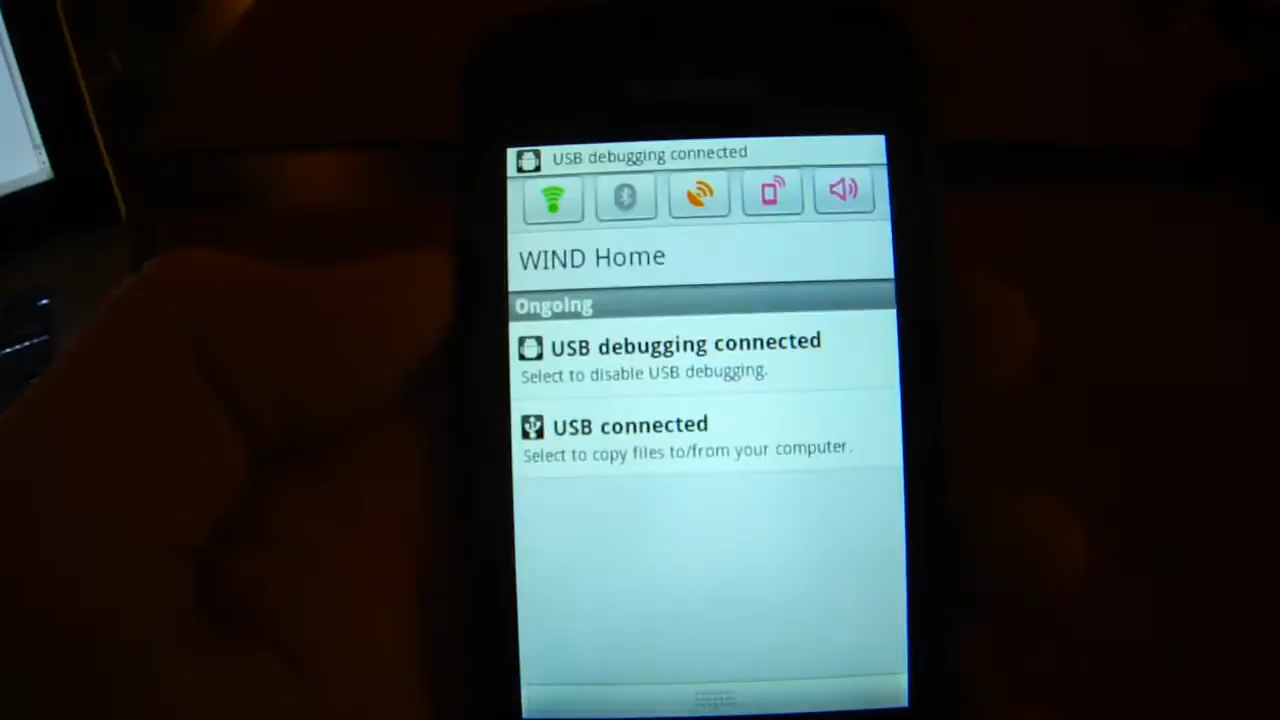 USB debugging connected
WIND Home
Ongoing
USB debugging connected
Select to disable USB debugging.
USB connected
Select to copy files to/from your computer.